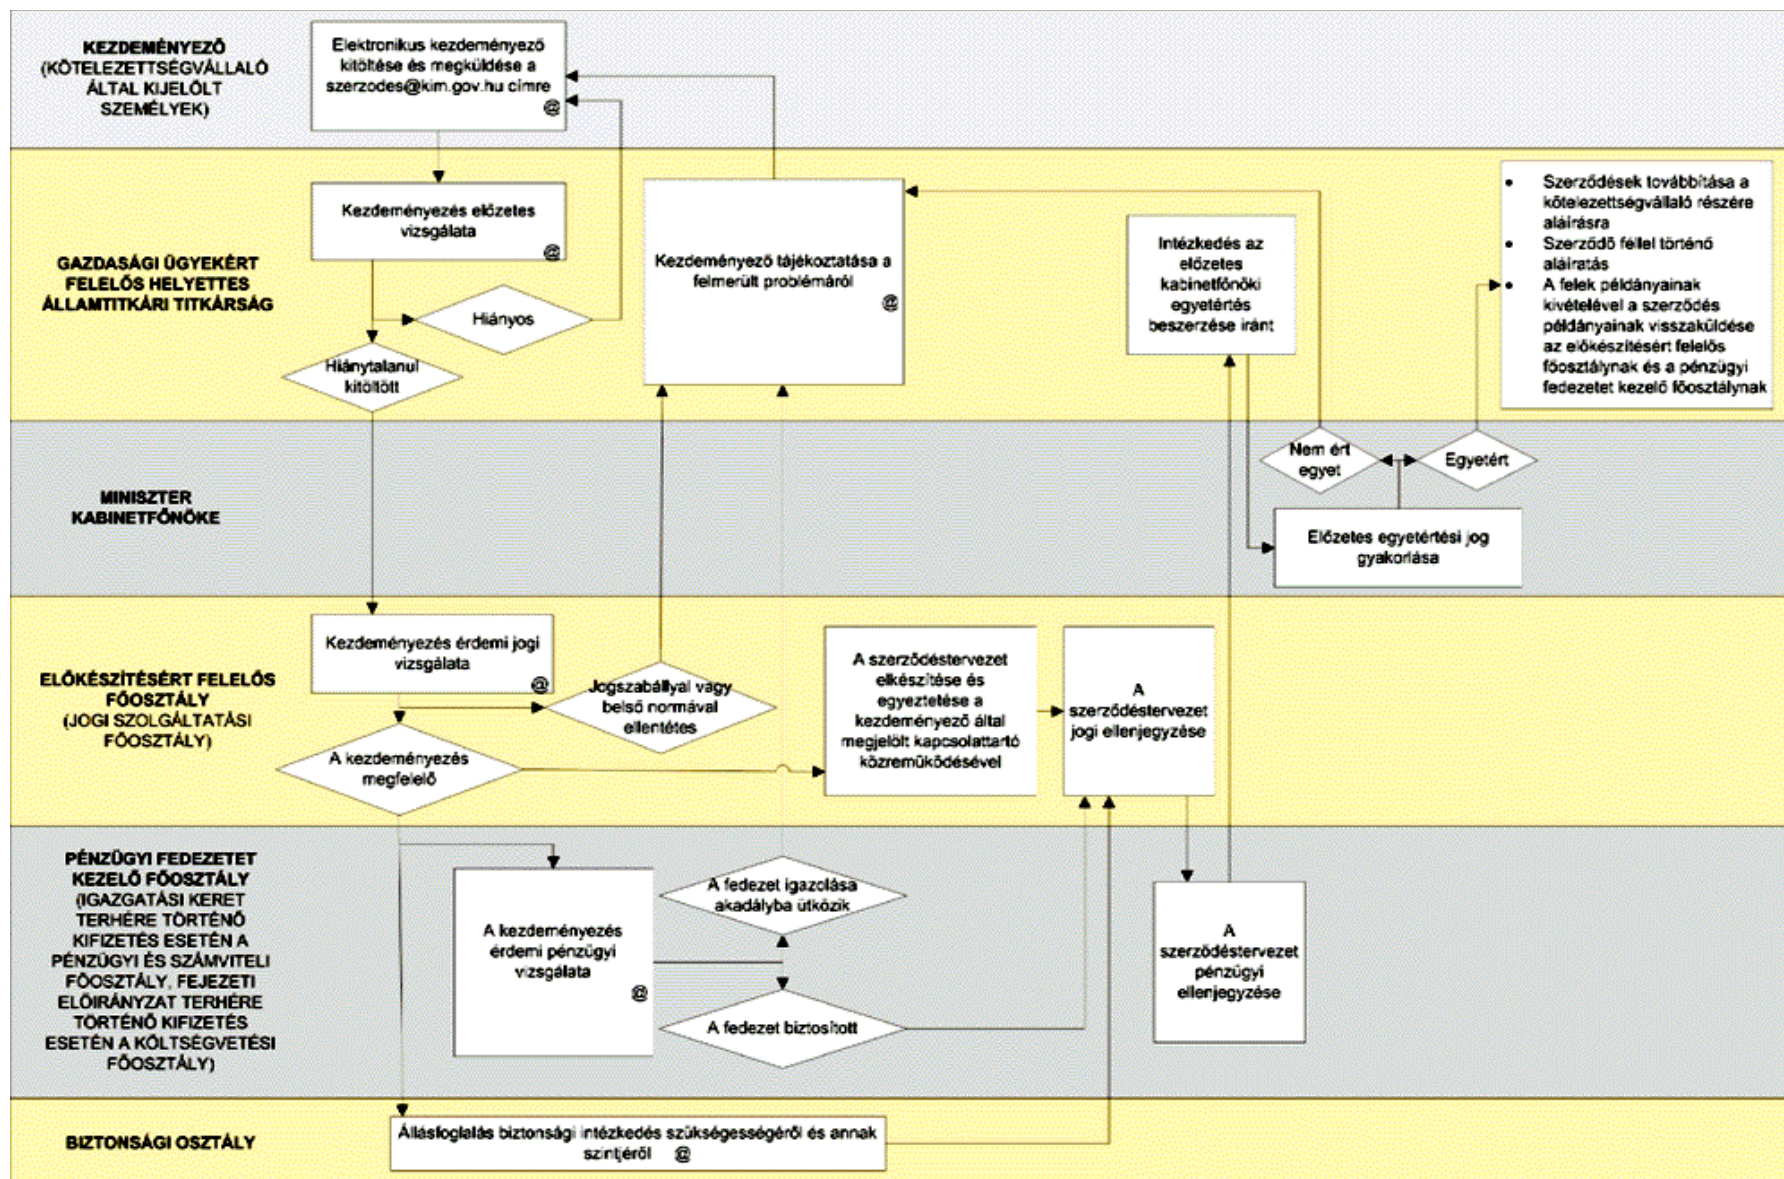 KEZDEMÉNYEZŐ
(KÖTELEZETTSÉGVÁLLALÓ
ÁLTAL KIJELÖLT
SZEMÉLYEK)
Elektronikus kezdeményező
kitöltése és megküldése a
szerzodes@kim.gov.hu címre
@
GAZDASÁGI ÜGYEKÉRT
FELELŐS HELYETTES
ÁLLAMTITKÁRI TITKÁRSÁG
Kezdeményezés előzetes
vizsgálata
@
Hiányos
Hiánytalanul
kitöltött
Kezdeményező tájékoztatása a
felmerült problémáról
@
Intézkedés az
előzetes
kabinetfőnöki
egyetértés
beszerzése iránt
• Szerződések továbbítása a
kötelezettségvállaló részére
aláírásra
• Szerződő féllel történő
aláíratás
• A felek példányainak
kivételével a szerződés
példányainak visszaküldése
az előkészítésért felelős
főosztálynak és a pénzügyi
fedezetet kezelő főosztálynak
MINISZTER
KABINETFŐNÖKE
Nem ért
egyet
Egyetért
Előzetes egyetértési jog
gyakorlása
ELŐKÉSZÍTÉSÉRT FELELŐS
FŐOSZTÁLY
(JOGI SZOLGÁLTATÁSI
FŐOSZTÁLY)
Kezdeményezés érdemi jogi
vizsgálata
@
Jogszabállyal vagy
belső normával
ellentétes
A kezdeményezés
megfelelő
A szerződéstervezet
elkészítése és
egyeztetése a
kezdeményező által
megjelölt kapcsolattartó
közreműködésével
A
szerződéstervezet
jogi ellenjegyzése
PÉNZÜGYI FEDEZETET
KEZELŐ FŐOSZTÁLY
(IGAZGATÁSI KERET
TERHÉRE TÖRTÉNŐ
KIFIZETÉS ESETÉN A
PÉNZÜGYI ÉS SZÁMVITELI
FŐOSZTÁLY, FEJEZETI
ELŐIRÁNYZAT TERHÉRE
TÖRTÉNŐ KIFIZETÉS
ESETÉN A KÖLTSÉGVETÉSI
FŐOSZTÁLY)
A kezdeményezés
érdemi pénzügyi
vizsgálata
@
A fedezet igazolása
akadályba ütközik
A fedezet biztosított
A
szerződéstervezet
pénzügyi
ellenjegyzése
BIZTONSÁGI OSZTÁLY
Állásfoglalás biztonsági intézkedés szükségességéről és annak
szintjéről @